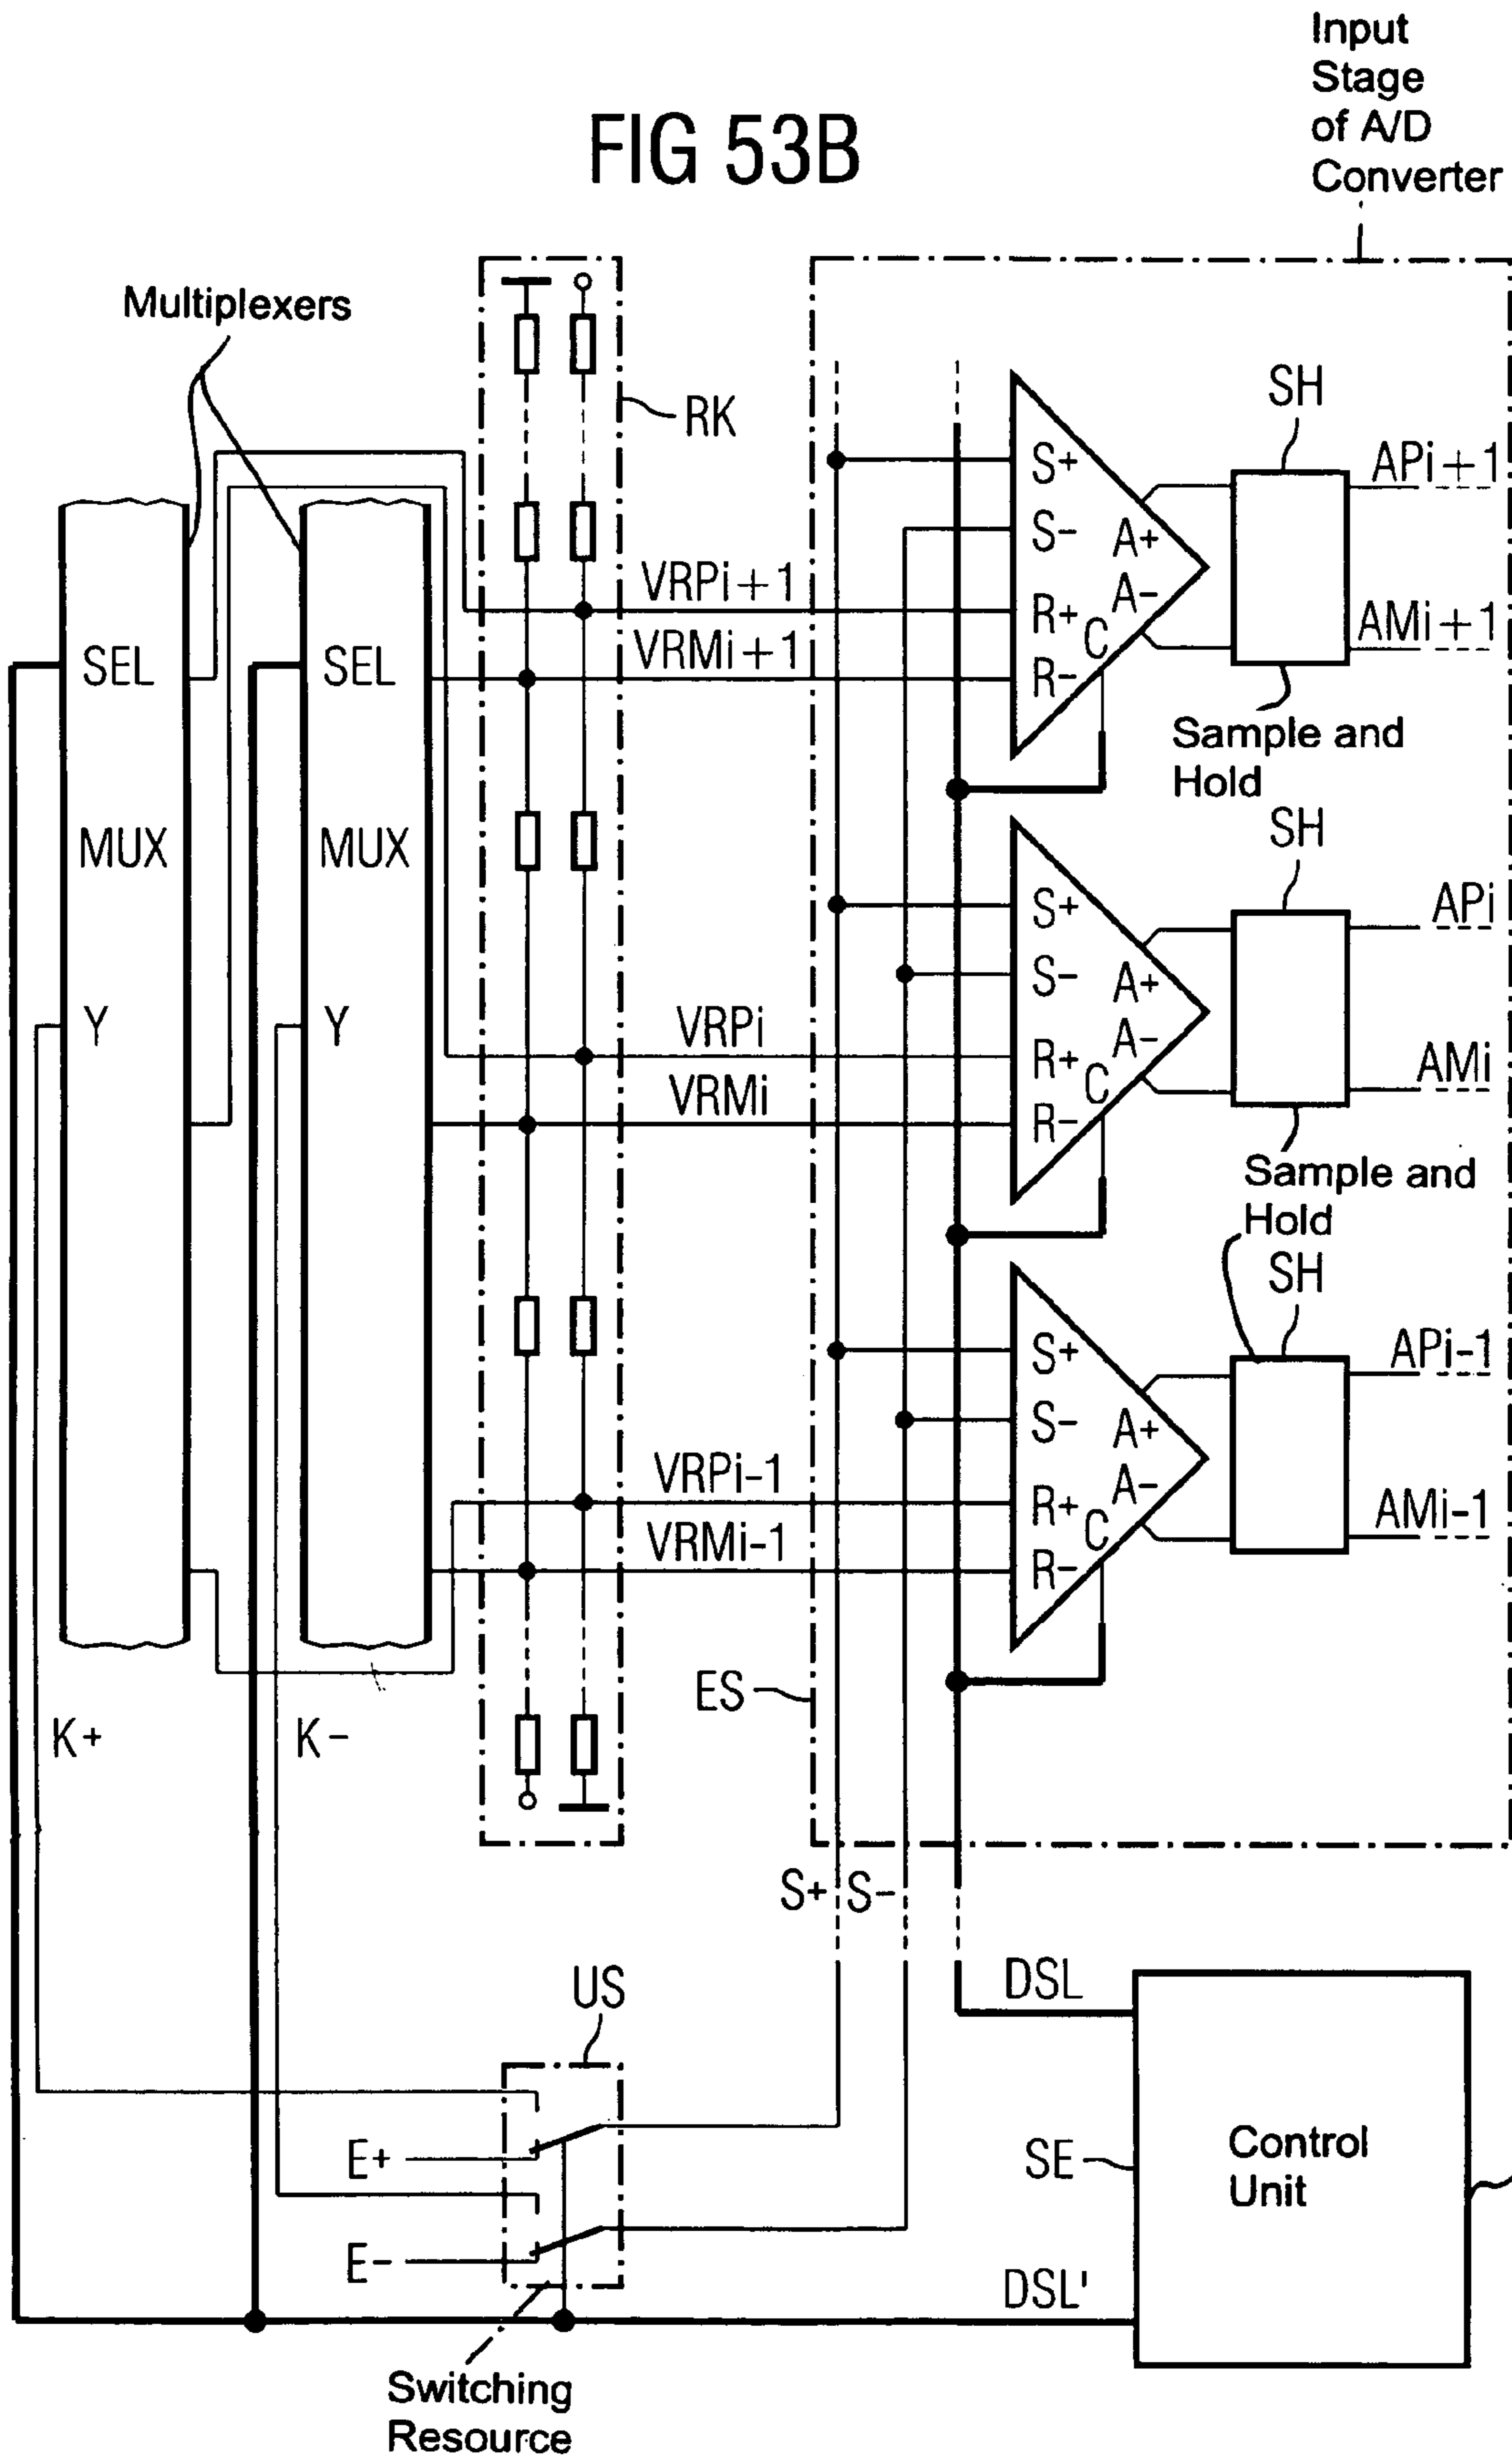 Input
Stage
of A/D
Converter
FIG 53B
Multiplexers
RK
SH
APi+1
S+
S-
A+
A-
R+
C
R-
VRPi+1
VRMi+1
AMi+1
SEL
SEL
Sample and
Hold
MUX
MUX
SH
APi
S+
S-
A+
A-
R+
C
R-
Y
Y
VRPi
VRMi
AMi
Sample and
Hold
SH
APi-1
S+
S-
A+
A-
R+
C
R-
VRPi-1
VRMi-1
AMi-1
ES
K+
K-
S+
S-
US
DSL
E+
E-
SE
Control
Unit
DSL'
Switching
Resource